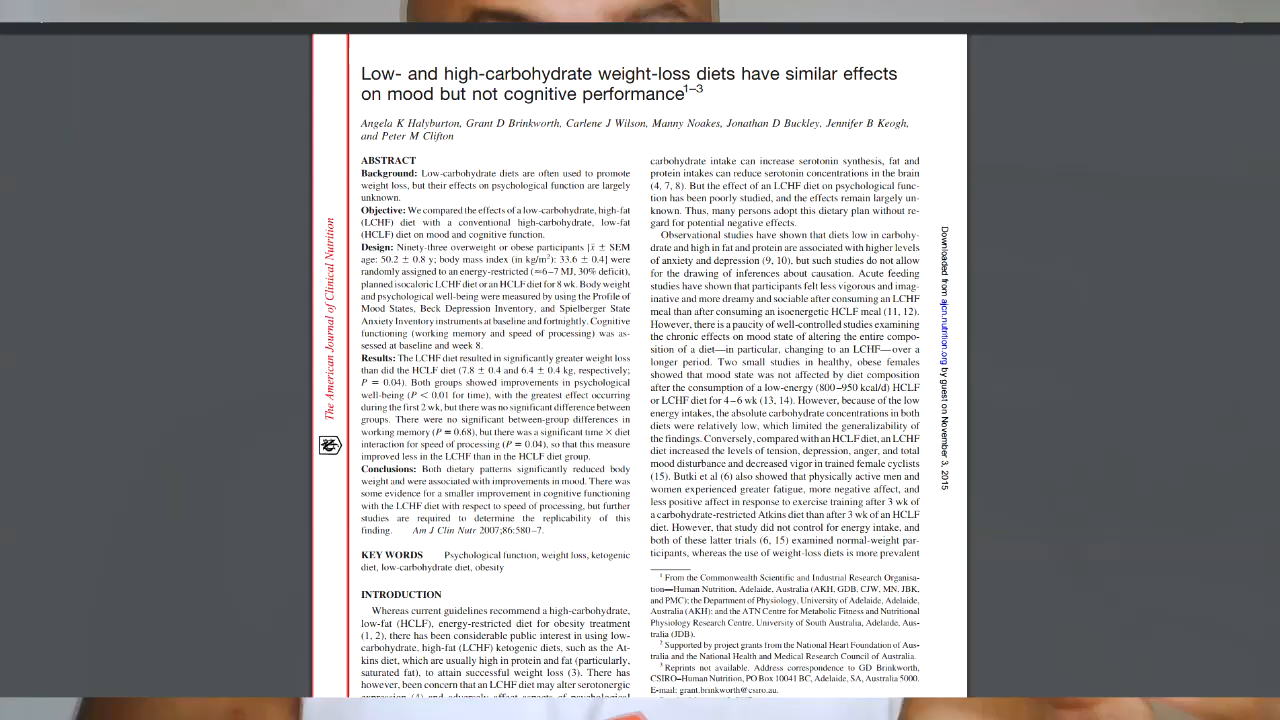 Low- and high-carbohydrate weight-loss diets have similar effects
on mood but not cognitive performance1–3
Angela K Halyburton, Grant D Brinkworth, Carlene J Wilson, Manny Noakes, Jonathan D Buckley, Jennifer B Keogh,
and Peter M Clifton
ABSTRACT
Background: Low-carbohydrate diets are often used to promote
weight loss, but their effects on psychological function are largely
unknown.
Objective: We compared the effects of a low-carbohydrate, high-fat
(LCHF) diet with a conventional high-carbohydrate, low-fat
(HCLF) diet on mood and cognitive function.
Design: Ninety-three overweight or obese participants [x̄ ± SEM
age: 50.2 ± 0.8 y; body mass index (in kg/m²): 33.6 ± 0.4] were
randomly assigned to an energy-restricted (≈6–7 MJ, 30% deficit),
planned isocaloric LCHF diet or an HCLF diet for 8 wk. Body weight
and psychological well-being were measured by using the Profile of
Mood States, Beck Depression Inventory, and Spielberger State
Anxiety Inventory instruments at baseline and fortnightly. Cognitive
functioning (working memory and speed of processing) was as-
sessed at baseline and week 8.
Results: The LCHF diet resulted in significantly greater weight loss
than did the HCLF diet (7.8 ± 0.4 and 6.4 ± 0.4 kg, respectively;
P = 0.04). Both groups showed improvements in psychological
well-being (P < 0.01 for time), with the greatest effect occurring
during the first 2 wk, but there was no significant difference between
groups. There were no significant between-group differences in
working memory (P = 0.68), but there was a significant time × diet
interaction for speed of processing (P = 0.04), so that this measure
improved less in the LCHF than in the HCLF diet group.
Conclusions: Both dietary patterns significantly reduced body
weight and were associated with improvements in mood. There was
some evidence for a smaller improvement in cognitive functioning
with the LCHF diet with respect to speed of processing, but further
studies are required to determine the replicability of this
finding. Am J Clin Nutr 2007;86:580–7.
KEY WORDS Psychological function, weight loss, ketogenic
diet, low-carbohydrate diet, obesity
INTRODUCTION
Whereas current guidelines recommend a high-carbohydrate,
low-fat (HCLF), energy-restricted diet for obesity treatment
(1, 2), there has been considerable public interest in using low-
carbohydrate, high-fat (LCHF) ketogenic diets, such as the At-
kins diet, which are usually high in protein and fat (particularly,
saturated fat), to attain successful weight loss (3). There has
however, been concern that an LCHF diet may alter serotonergic
expression (4) and adversely affect aspects of psychological
carbohydrate intake can increase serotonin synthesis, fat and
protein intakes can reduce serotonin concentrations in the brain
(4, 7, 8). But the effect of an LCHF diet on psychological func-
tion has been poorly studied, and the effects remain largely un-
known. Thus, many persons adopt this dietary plan without re-
gard for potential negative effects.
Observational studies have shown that diets low in carbohy-
drate and high in fat and protein are associated with higher levels
of anxiety and depression (9, 10), but such studies do not allow
for the drawing of inferences about causation. Acute feeding
studies have shown that participants felt less vigorous and imag-
inative and more dreamy and sociable after consuming an LCHF
meal than after consuming an isoenergetic HCLF meal (11, 12).
However, there is a paucity of well-controlled studies examining
the chronic effects on mood state of altering the entire compo-
sition of a diet—in particular, changing to an LCHF—over a
longer period. Two small studies in healthy, obese females
showed that mood state was not affected by diet composition
after the consumption of a low-energy (800–950 kcal/d) HCLF
or LCHF diet for 4–6 wk (13, 14). However, because of the low
energy intakes, the absolute carbohydrate concentrations in both
diets were relatively low, which limited the generalizability of
the findings. Conversely, compared with an HCLF diet, an LCHF
diet increased the levels of tension, depression, anger, and total
mood disturbance and decreased vigor in trained female cyclists
(15). Butki et al (6) also showed that physically active men and
women experienced greater fatigue, more negative affect, and
less positive affect in response to exercise training after 3 wk of
a carbohydrate-restricted Atkins diet than after 3 wk of an HCLF
diet. However, that study did not control for energy intake, and
both of these latter trials (6, 15) examined normal-weight par-
ticipants, whereas the use of weight-loss diets is more prevalent
1 From the Commonwealth Scientific and Industrial Research Organisa-
tion—Human Nutrition, Adelaide, Australia (AKH, GDB, CJW, MN, JBK,
and PMC); the Department of Physiology, University of Adelaide, Adelaide,
Australia (AKH); and the ATN Centre for Metabolic Fitness and Nutritional
Physiology Research Centre, University of South Australia, Adelaide, Aus-
tralia (JDB).
2 Supported by project grants from the National Heart Foundation of Aus-
tralia and the National Health and Medical Research Council of Australia.
3 Reprints not available. Address correspondence to GD Brinkworth,
CSIRO—Human Nutrition, PO Box 10041 BC, Adelaide, SA, Australia 5000.
E-mail: grant.brinkworth@csiro.au.
The American Journal of Clinical Nutrition
Downloaded from ajcn.nutrition.org by guest on November 3, 2015